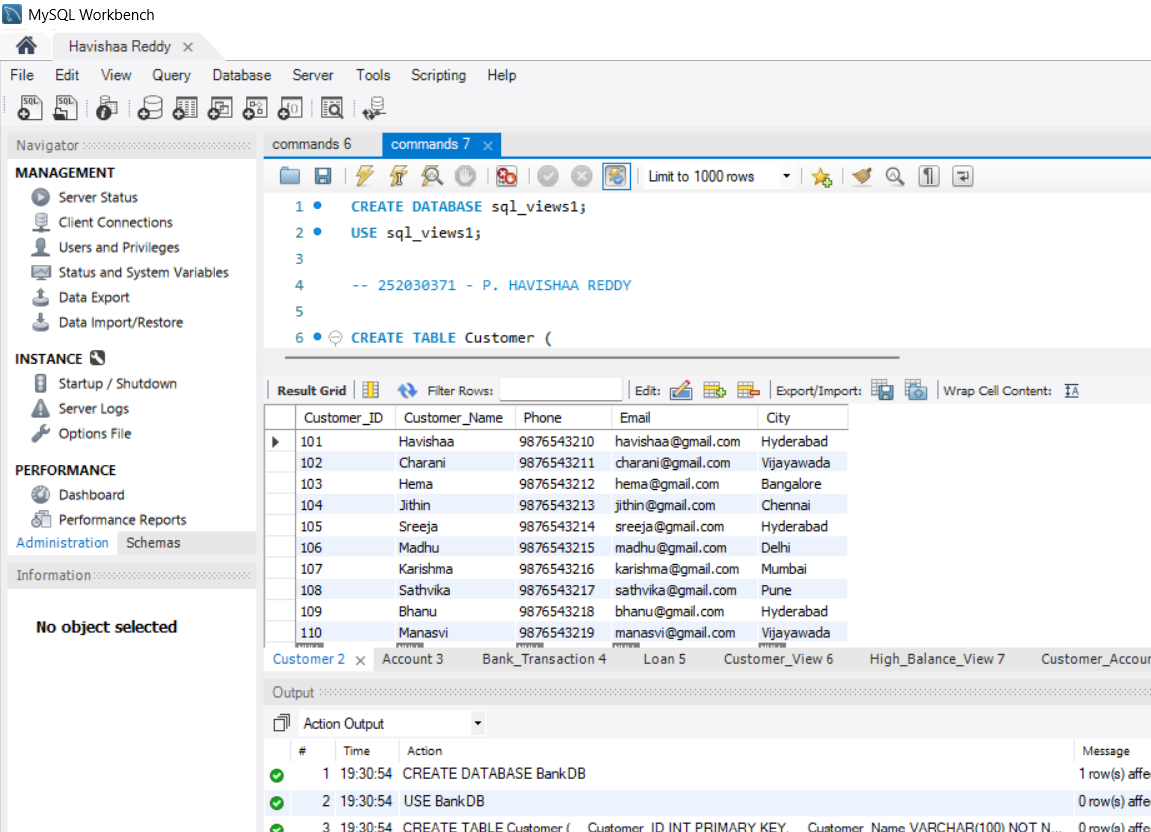 MySQL Workbench
Havishaa Reddy
File Edit View Query Database Server Tools Scripting Help
Navigator
MANAGEMENT
Server Status
Client Connections
Users and Privileges
Status and System Variables
Data Export
Data Import/Restore
INSTANCE
Startup / Shutdown
Server Logs
Options File
PERFORMANCE
Dashboard
Performance Reports
Administration Schemas
Information
No object selected
commands 6 commands 7
Limit to 1000 rows
1 CREATE DATABASE sql_views1;
2 USE sql_views1;
3
4 -- 252030371 - P. HAVISHAA REDDY
5
6 CREATE TABLE Customer (
Result Grid Filter Rows: Edit: Export/Import: Wrap Cell Content:
Customer_ID Customer_Name Phone Email City
101 Havishaa 9876543210 havishaa@gmail.com Hyderabad
102 Charani 9876543211 charani@gmail.com Vijayawada
103 Hema 9876543212 hema@gmail.com Bangalore
104 Jithin 9876543213 jithin@gmail.com Chennai
105 Sreeja 9876543214 sreeja@gmail.com Hyderabad
106 Madhu 9876543215 madhu@gmail.com Delhi
107 Karishma 9876543216 karishma@gmail.com Mumbai
108 Sathvika 9876543217 sathvika@gmail.com Pune
109 Bhanu 9876543218 bhanu@gmail.com Hyderabad
110 Manasvi 9876543219 manasvi@gmail.com Vijayawada
Customer 2 Account 3 Bank_Transaction 4 Loan 5 Customer_View 6 High_Balance_View 7 Customer_Accoun
Output
Action Output
# Time Action Message
1 19:30:54 CREATE DATABASE BankDB 1 row(s) affe
2 19:30:54 USE BankDB 0 row(s) affe
3 19:30:54 CREATE TABLE Customer ( Customer_ID INT PRIMARY KEY, Customer_Name VARCHAR(100) NOT N... 0 row(s) affe